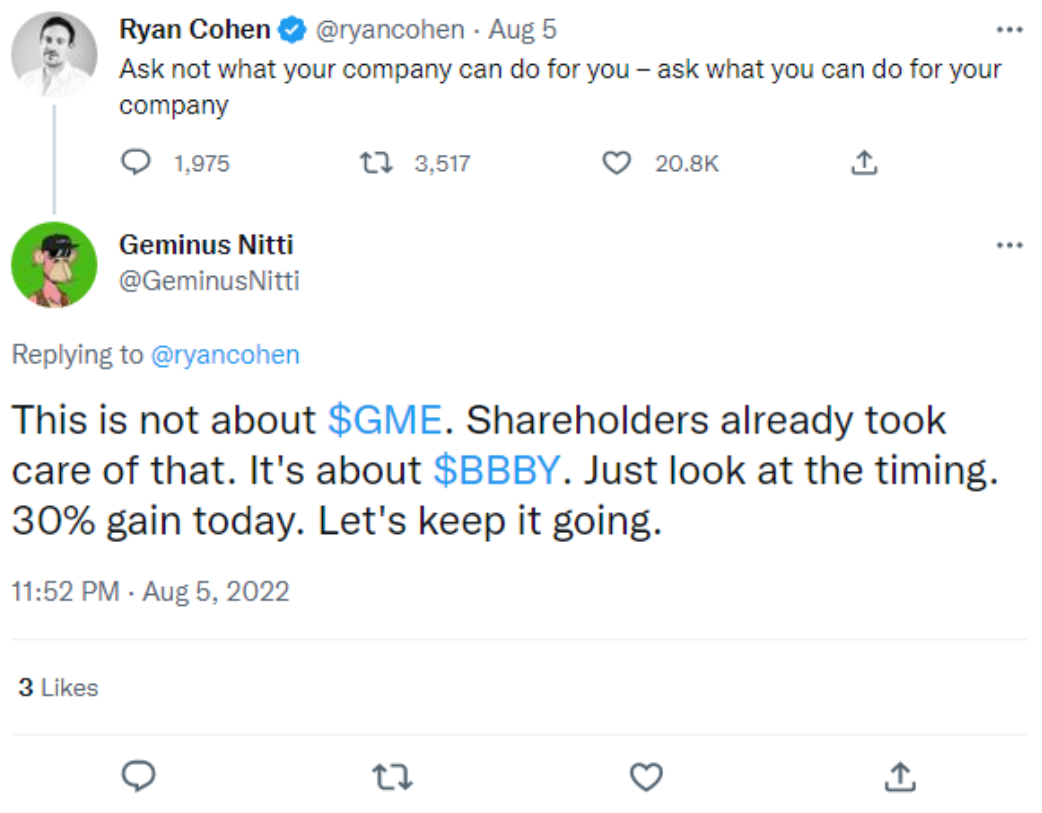 Ryan Cohen @ryancohen · Aug 5
Ask not what your company can do for you – ask what you can do for your
company
1,975 3,517 20.8K
Geminus Nitti
@GeminusNitti
Replying to @ryancohen
This is not about $GME. Shareholders already took
care of that. It's about $BBBY. Just look at the timing.
30% gain today. Let's keep it going.
11:52 PM · Aug 5, 2022
3 Likes